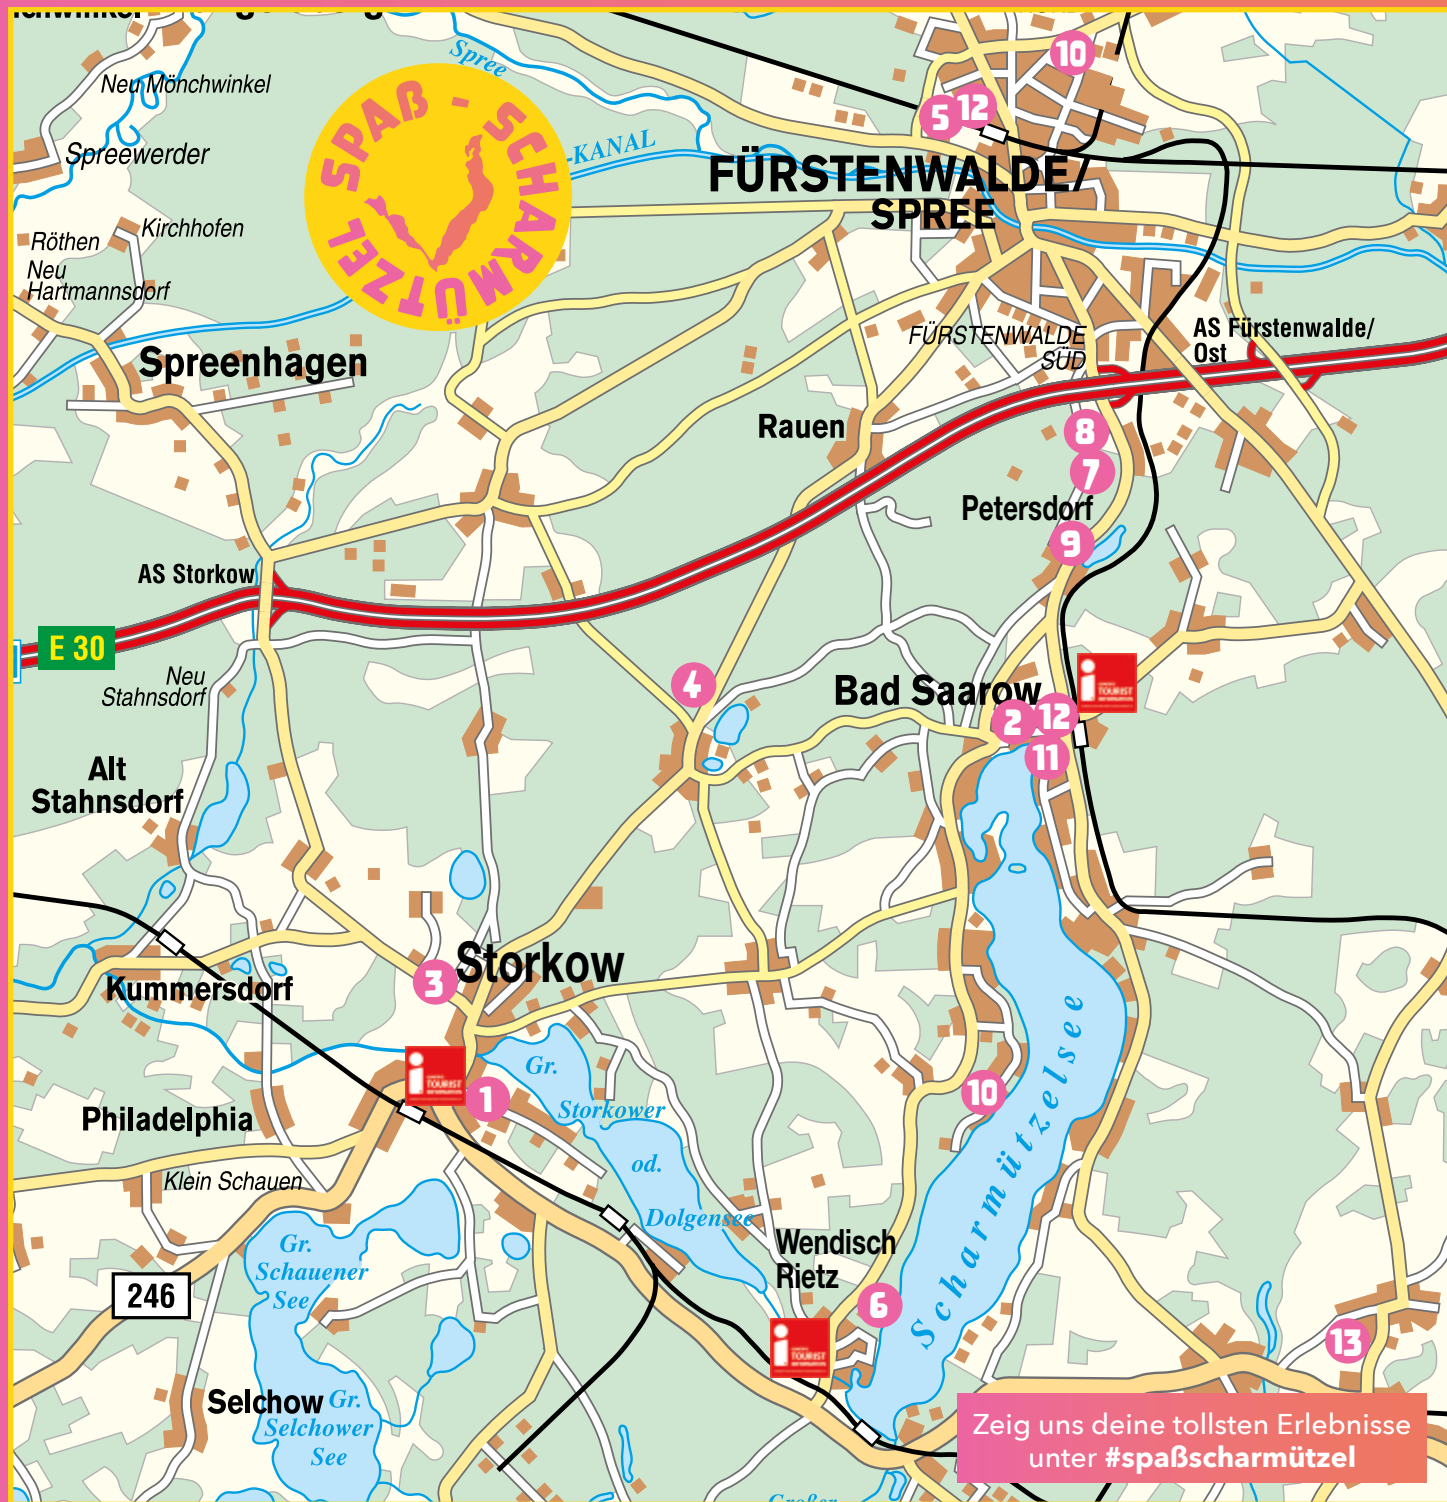 Spree
10
Neu Mönchwinkel
5
12
SPAß - SCHARMÜTZEL
-KANAL
Spreewerder
FÜRSTENWALDE/
SPREE
Kirchhofen
Röthen
Neu
Hartmannsdorf
FÜRSTENWALDE
SÜD
AS Fürstenwalde/
Ost
Spreenhagen
Rauen
8
7
Petersdorf
9
AS Storkow
E 30
Neu
Stahnsdorf
4
Bad Saarow
i
TOURIST
2
12
11
Alt
Stahnsdorf
Storkow
3
Kummersdorf
i
TOURIST
1
Gr.
Storkower
od.
Dolgensee
10
Scharmützelsee
Philadelphia
Klein Schauen
Gr.
Schauener
See
Wendisch
Rietz
246
6
i
TOURIST
13
Selchow
Gr.
Selchower
See
Zeig uns deine tollsten Erlebnisse
unter #spaßscharmützel